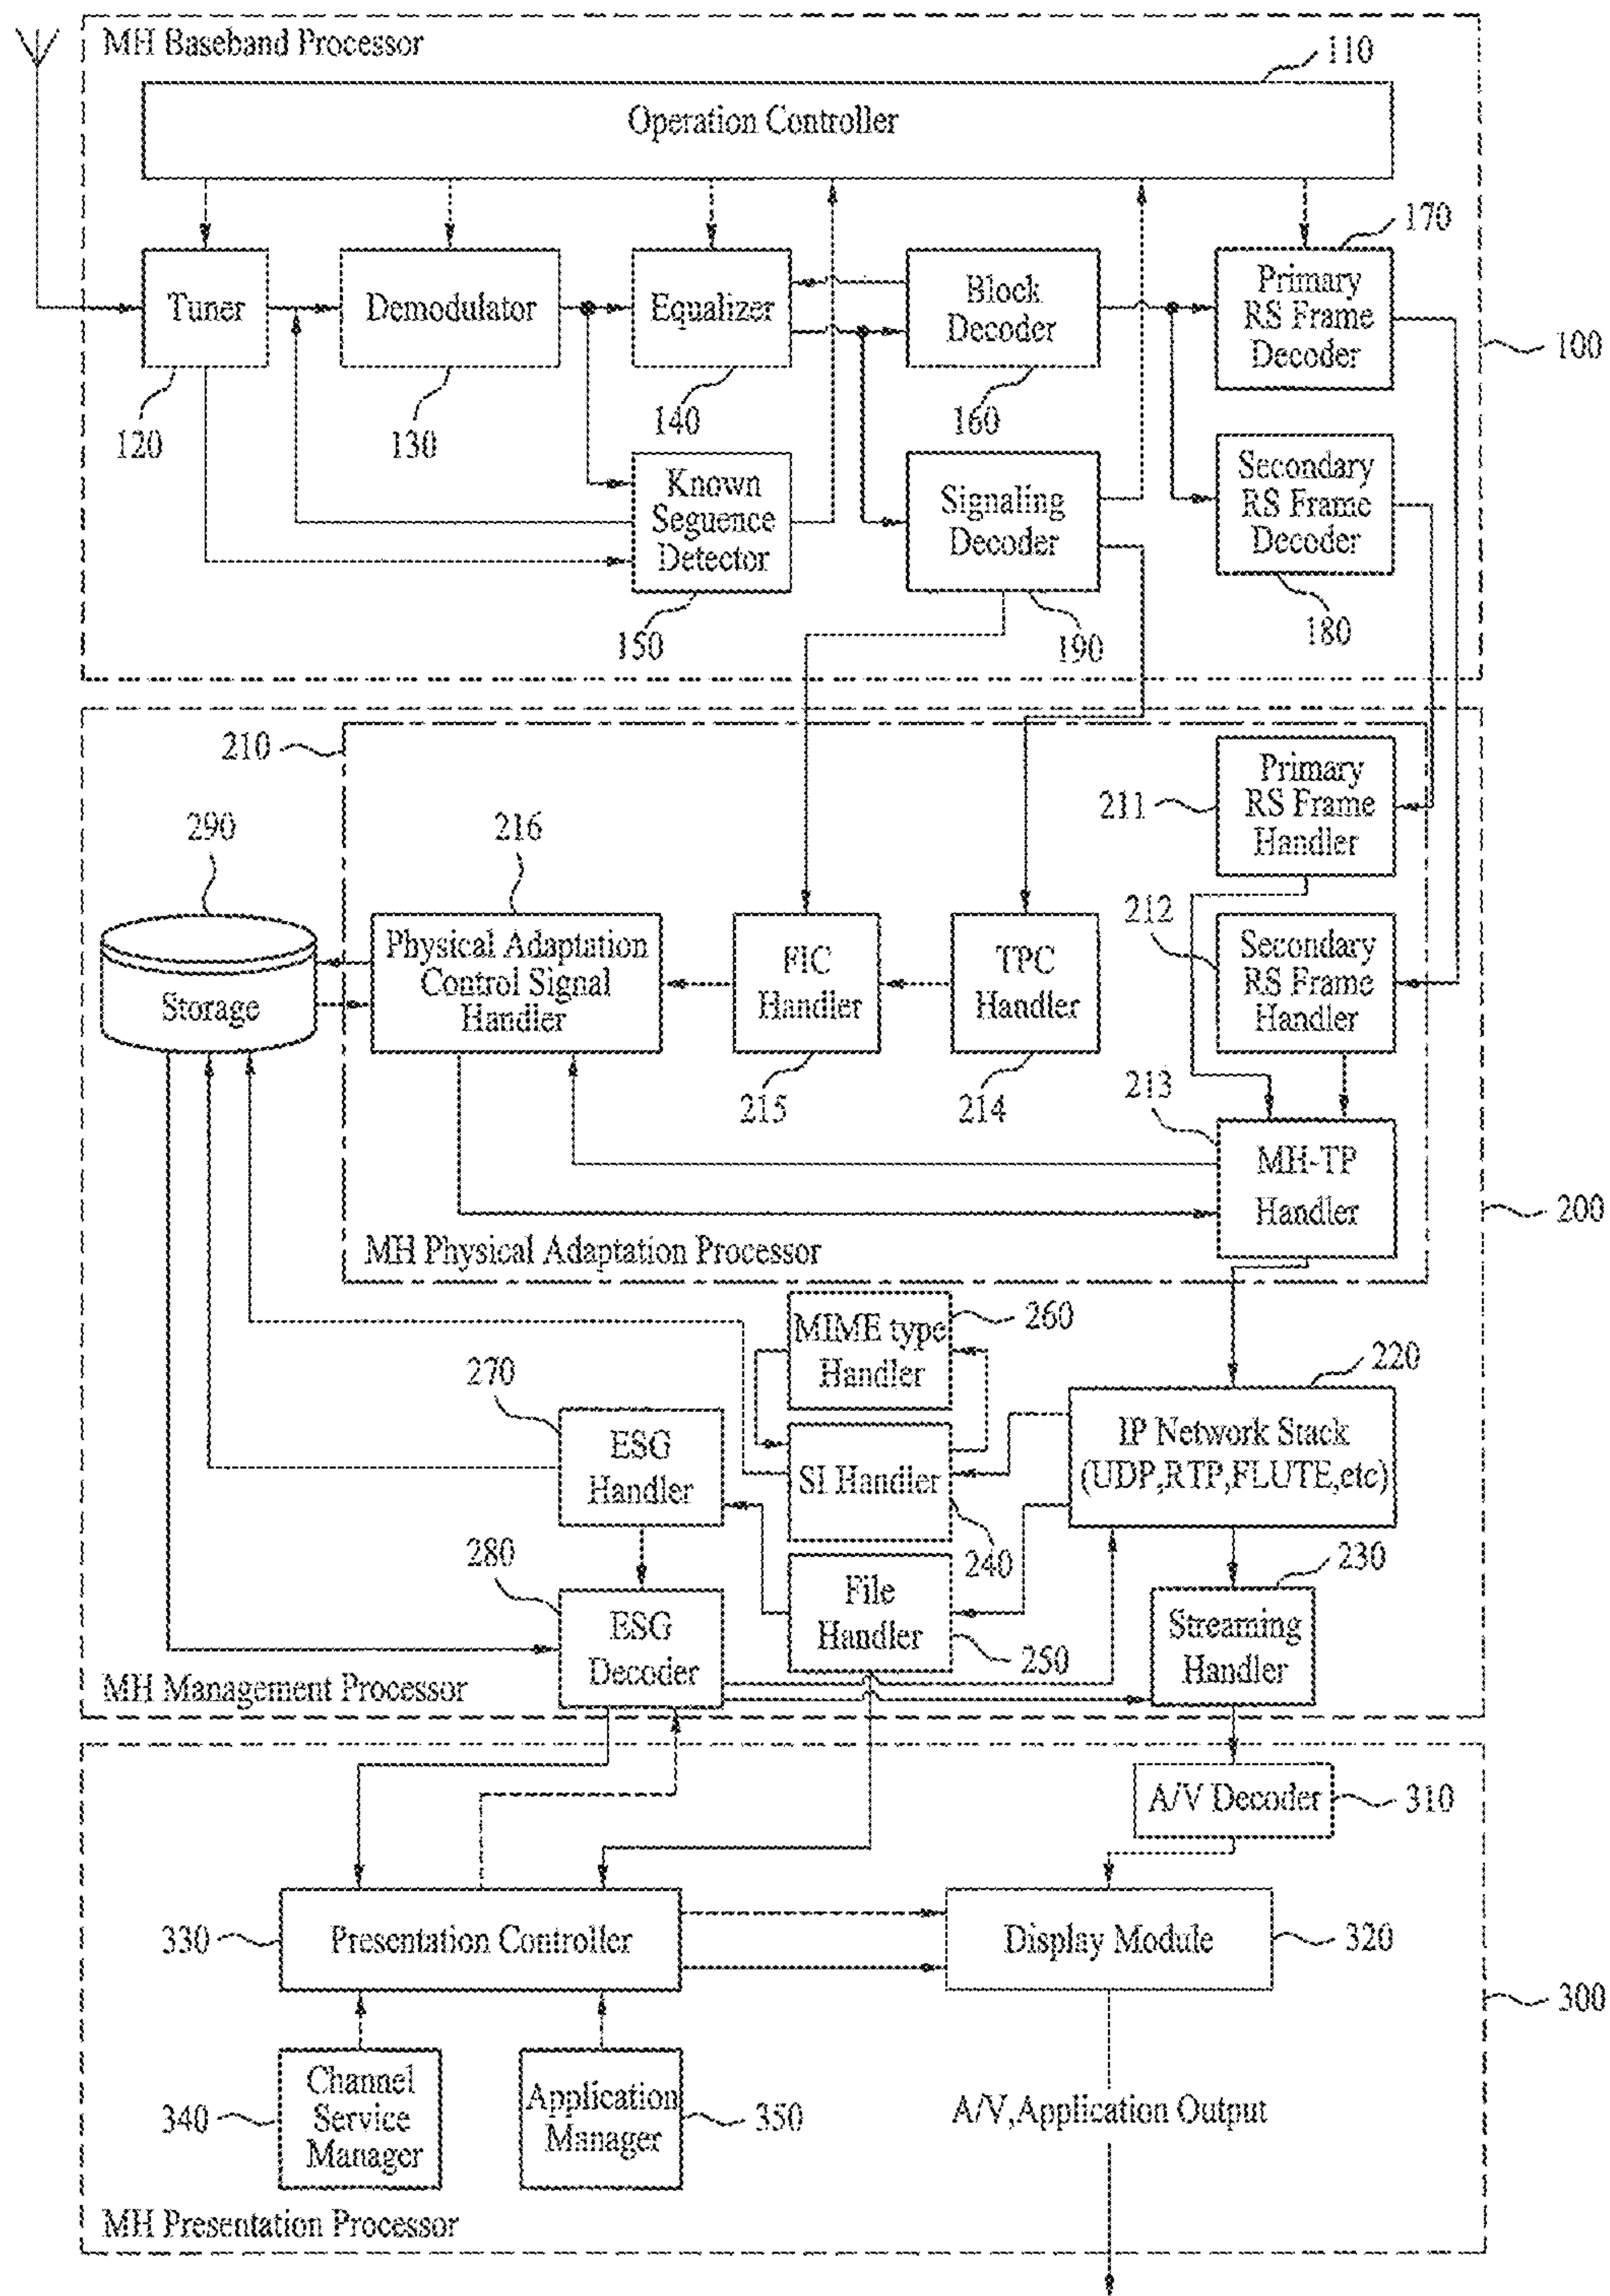 MH Baseband Processor
110
Operation Controller
170
Tuner
Demodulator
Equalizer
Block
Decoder
Primary
RS Frame
Decoder
100
120
130
140
160
Known
Seguence
Detector
Signaling
Decoder
Secondary
RS Frame
Decoder
150
190
180
210
Primary
RS Frame
Handler
211
290
216
212
Storage
Physical Adaptation
Control Signal
Handler
FIC
Handler
TPC
Handler
Secondary
RS Frame
Handler
215
214
213
MH-TP
Handler
200
MH Physical Adaptation Processor
MIME type
Handler
260
270
220
ESG
Handler
SI Handler
IP Network Stack
(UDP,RTP,FLUTE,etc)
280
240
230
ESG
Decoder
File
Handler
250
Streaming
Handler
MH Management Processor
A/V Decoder
310
330
Presentation Controller
Display Module
320
300
340
Channel
Service
Manager
Application
Manager
350
A/V,Application Output
MH Presentation Processor